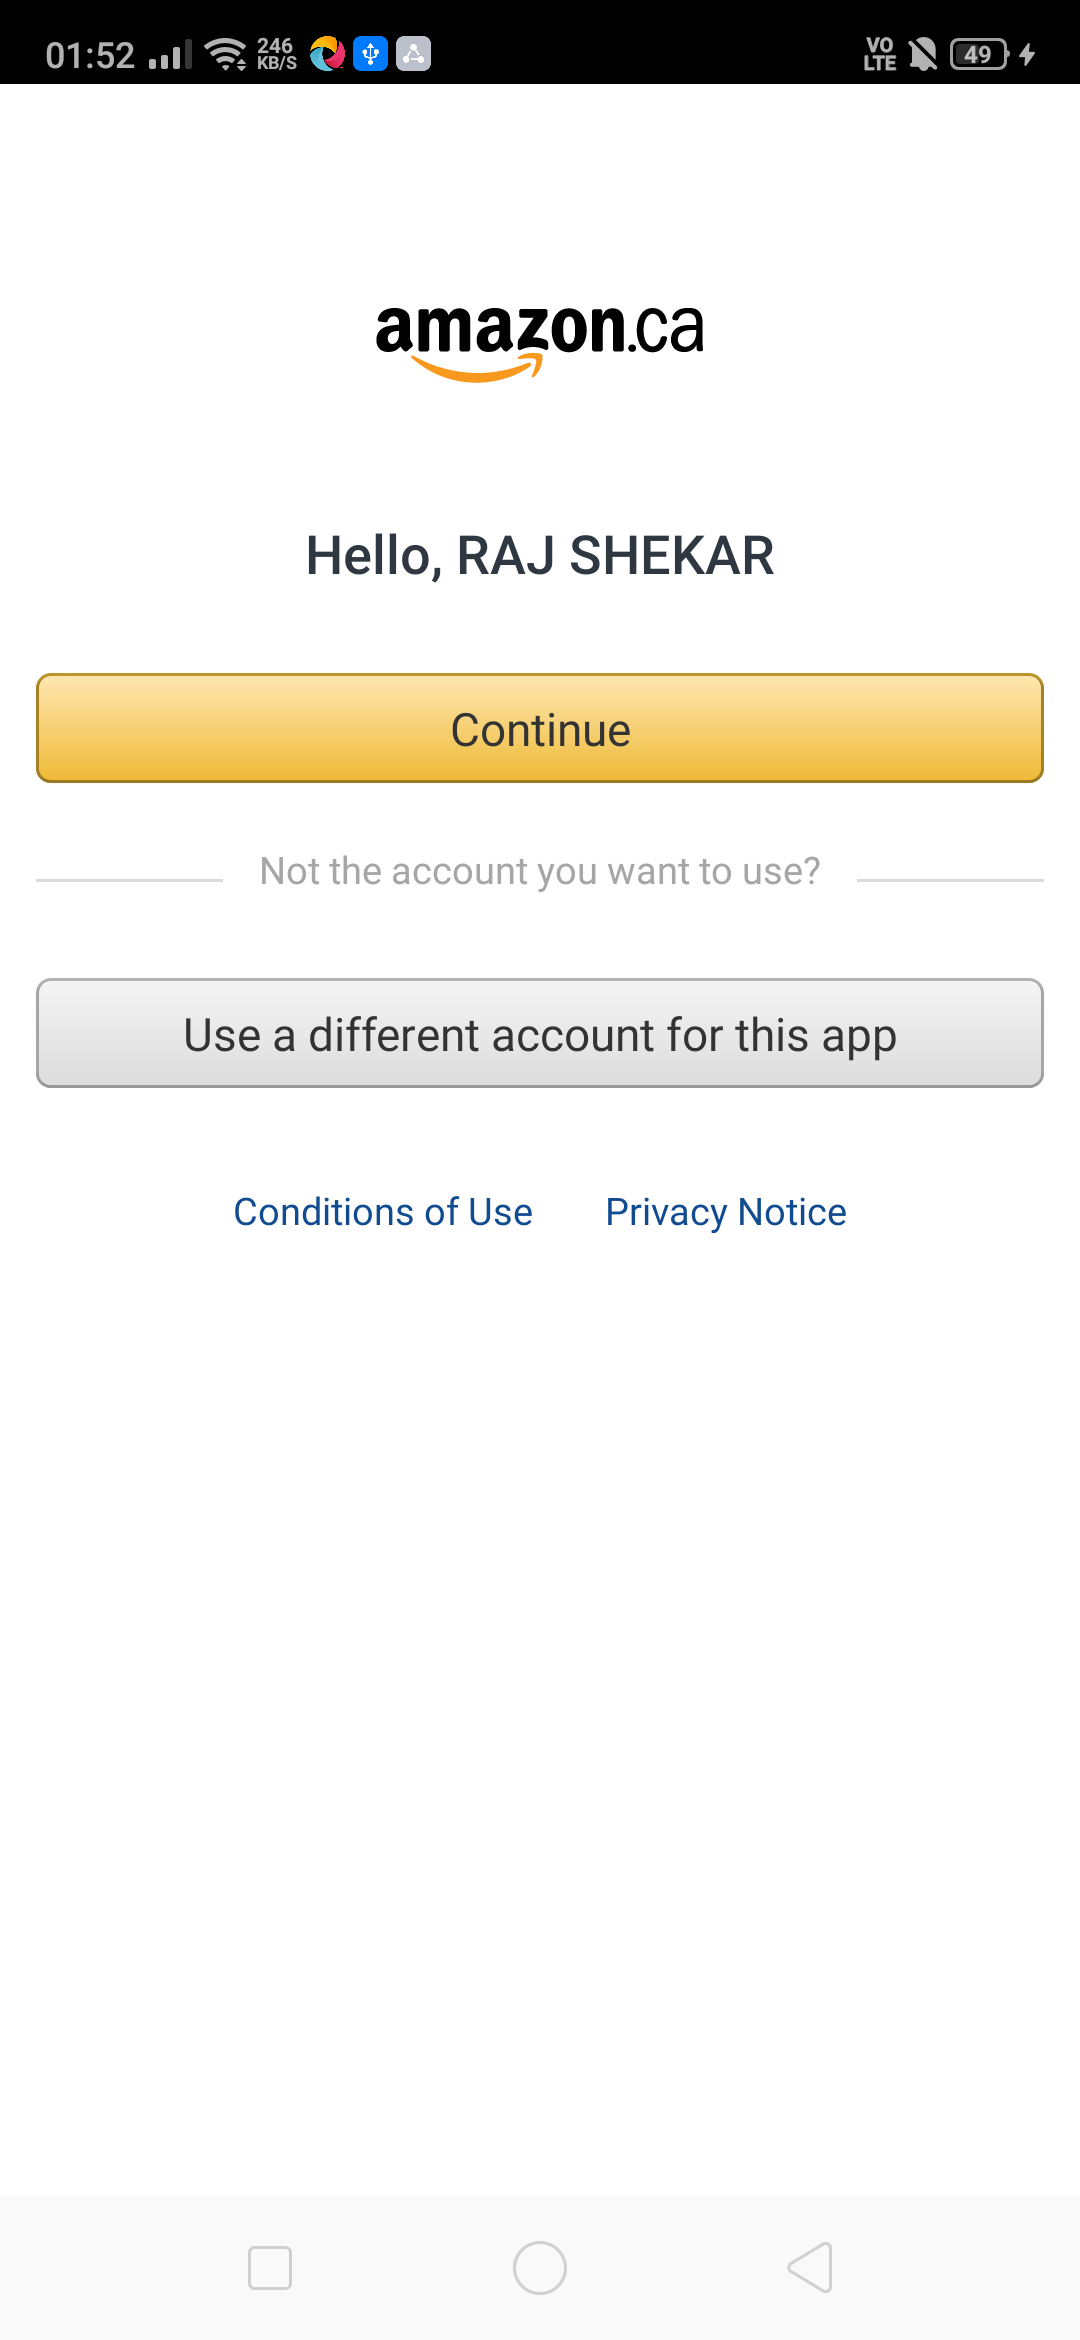 01:52 246 KB/S VO LTE 49
amazon.ca
Hello, RAJ SHEKAR
Continue
Not the account you want to use?
Use a different account for this app
Conditions of Use Privacy Notice